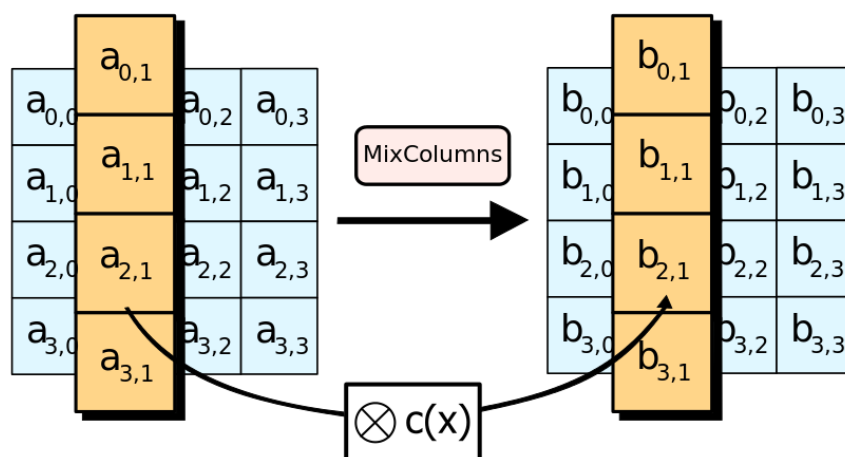 a0,0 a0,1 a0,2 a0,3
a1,0 a1,1 a1,2 a1,3
a2,0 a2,1 a2,2 a2,3
a3,0 a3,1 a3,2 a3,3
MixColumns
b0,0 b0,1 b0,2 b0,3
b1,0 b1,1 b1,2 b1,3
b2,0 b2,1 b2,2 b2,3
b3,0 b3,1 b3,2 b3,3
⊗ c(x)